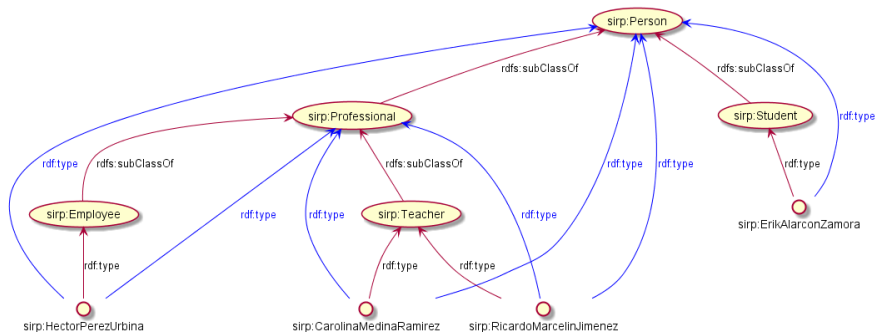 sirp:Person
rdfs:subClassOf
rdfs:subClassOf
sirp:Professional
sirp:Student
rdf:type
rdfs:subClassOf
rdfs:subClassOf
rdf:type
rdf:type
rdf:type
rdf:type
rdf:type
sirp:Employee
rdf:type
rdf:type
sirp:Teacher
rdf:type
sirp:ErikAlarconZamora
rdf:type
rdf:type
rdf:type
sirp:HectorPerezUrbina
sirp:CarolinaMedinaRamirez
sirp:RicardoMarcelinJimenez